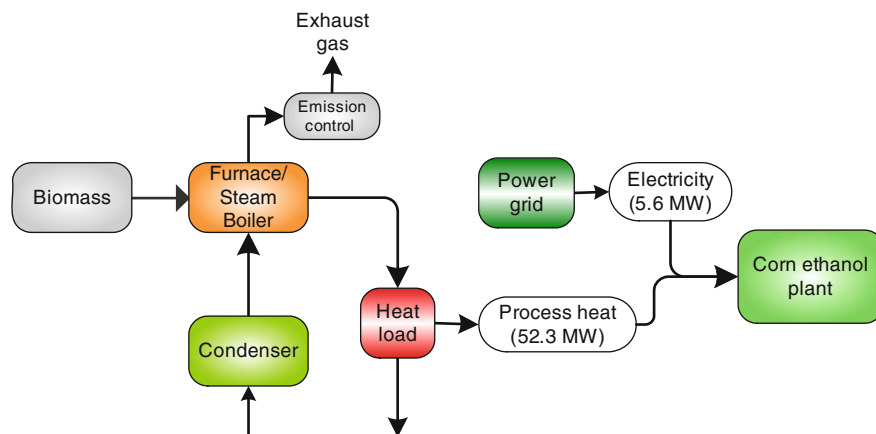 Exhaust
gas
Emission
control
Biomass
Furnace/
Steam
Boiler
Power
grid
Electricity
(5.6 MW)
Corn ethanol
plant
Heat
load
Process heat
(52.3 MW)
Condenser